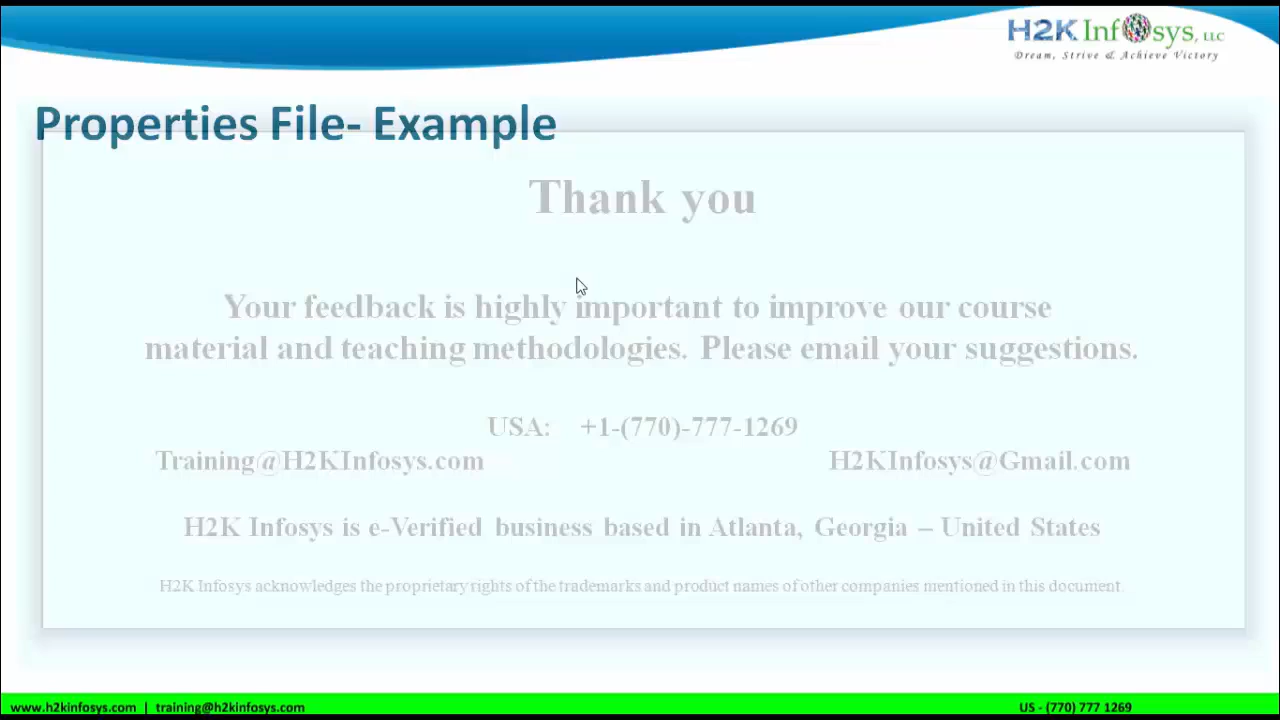 H2K Infosys, LLC
Dream, Strive & Achieve Victory
Properties File- Example
Thank you
Your feedback is highly important to improve our course
material and teaching methodologies. Please email your suggestions.
USA: +1-(770)-777-1269
Training@H2KInfosys.com H2KInfosys@Gmail.com
H2K Infosys is e-Verified business based in Atlanta, Georgia – United States
H2K Infosys acknowledges the proprietary rights of the trademarks and product names of other companies mentioned in this document.
www.h2kinfosys.com | training@h2kinfosys.com US - (770) 777 1269